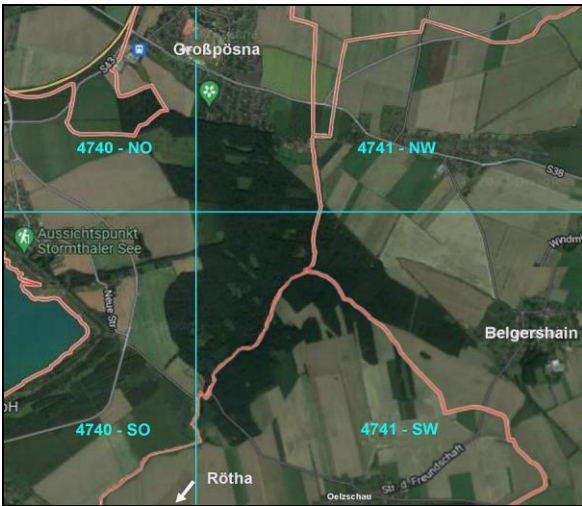 Großpösna
S43
4740 - NO
4741 - NW
S38
Aussichtspunkt
Störmthaler See
Windm
Neue Str
Belgershain
4740 - SO
4741 - SW
Str. d. Freundschaft
Rötha
Oelzschau